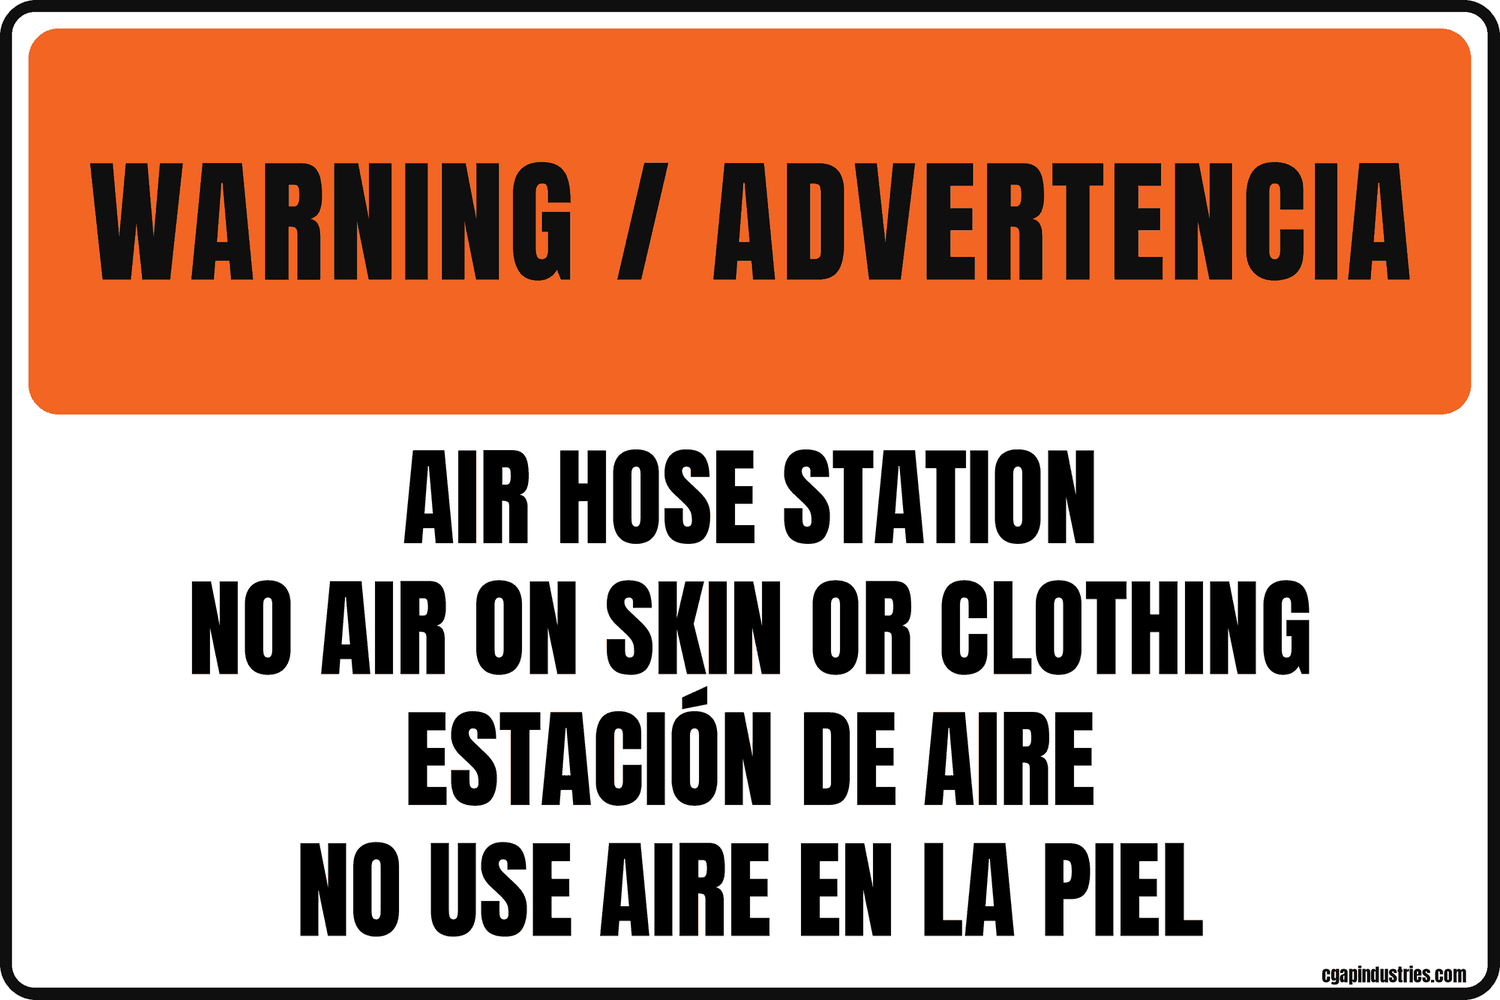 WARNING / ADVERTENCIA
AIR HOSE STATION
NO AIR ON SKIN OR CLOTHING
ESTACIÓN DE AIRE
NO USE AIRE EN LA PIEL
cgapindustries.com